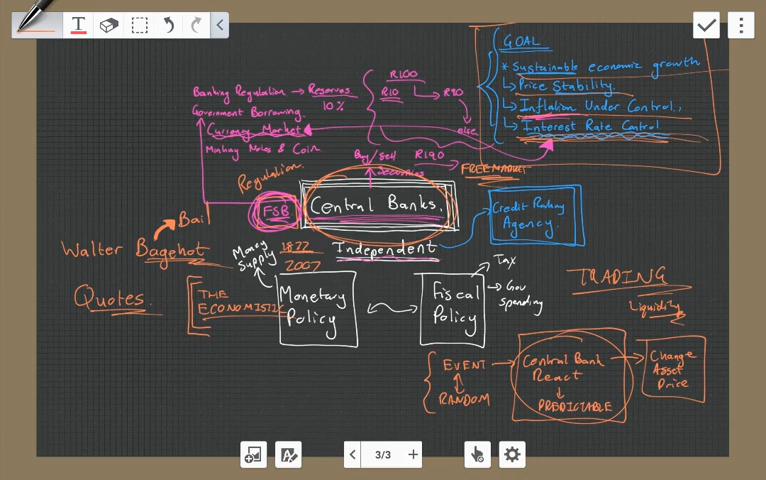 T
GOAL
* Sustainable economic growth
Price Stability.
Inflation Under Control.
Interest Rate Control
Banking Regulation → Reserves
10%
Government Borrowing.
Currency Market
Making Notes & Coin
R100
R10
R90
else
Buy/sell
securities
R190
FREE MARKET
Regulation
FSB
Central Banks.
Credit Rating
Agency.
Independent
Bai
Walter Bagehot
Quotes.
THE
ECONOMIST
Money
Supply
2007
Monetary
Policy
Fiscal
Policy
Tax
Gov
Spending
TRADING
Liquidity
EVENT
RANDOM
Central Bank
React
PREDICTABLE
Change
Asset
Price
A
3/3